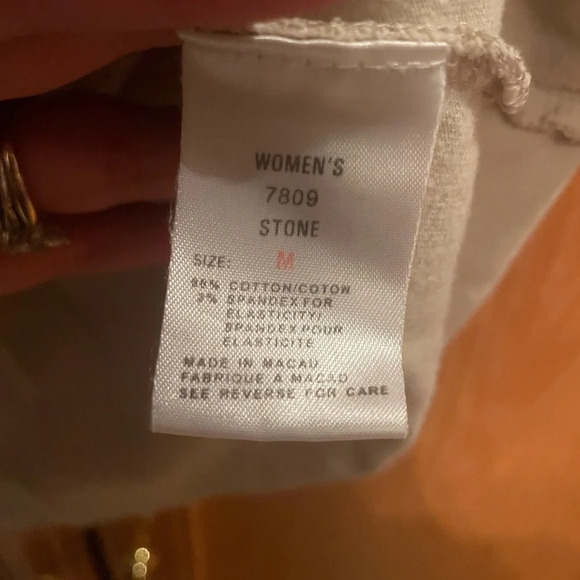 WOMEN'S
7809
STONE
SIZE: M
98% COTTON/COTON
2% SPANDEX FOR
ELASTICITY/
SPANDEX POUR
ELASTICITE
MADE IN MACAU
FABRIQUE A MACAO
SEE REVERSE FOR CARE